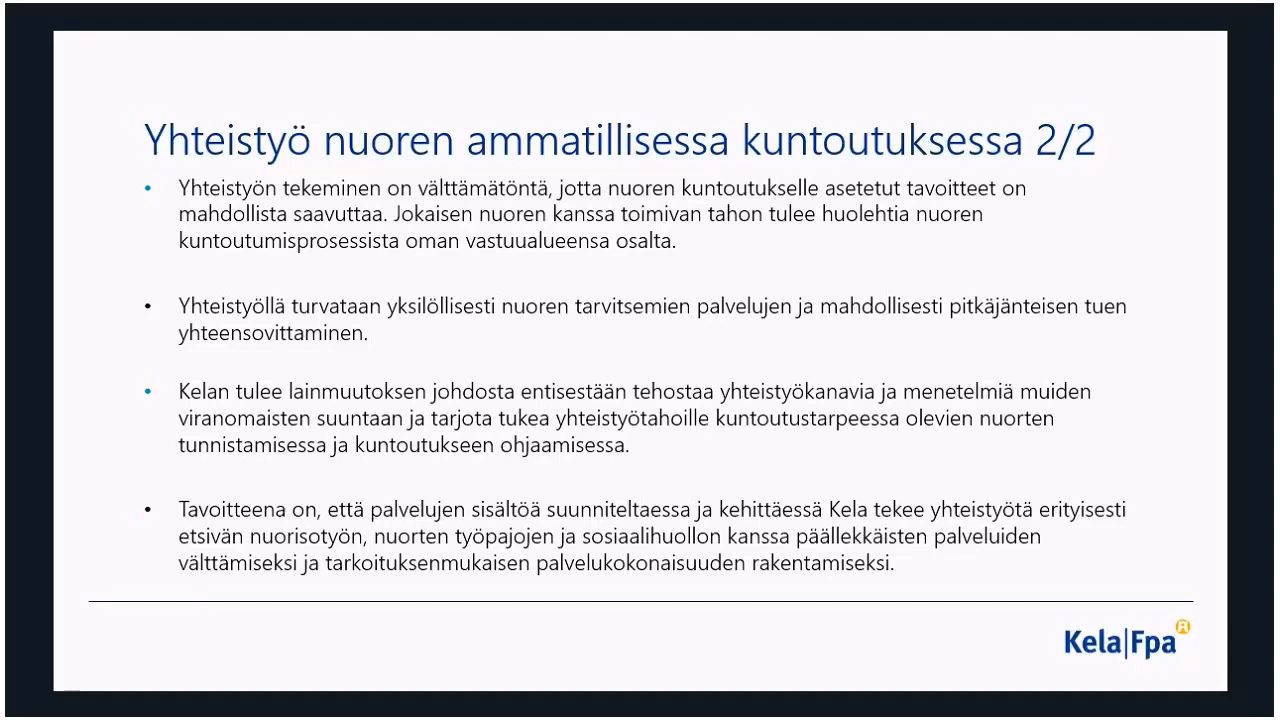 Yhteistyö nuoren ammatillisessa kuntoutuksessa 2/2
• Yhteistyön tekeminen on välttämätöntä, jotta nuoren kuntoutukselle asetetut tavoitteet on
mahdollista saavuttaa. Jokaisen nuoren kanssa toimivan tahon tulee huolehtia nuoren
kuntoutumisprosessista oman vastuualueensa osalta.
• Yhteistyöllä turvataan yksilöllisesti nuoren tarvitsemien palvelujen ja mahdollisesti pitkäjänteisen tuen
yhteensovittaminen.
• Kelan tulee lainmuutoksen johdosta entisestään tehostaa yhteistyökanavia ja menetelmiä muiden
viranomaisten suuntaan ja tarjota tukea yhteistyötahoille kuntoutustarpeessa olevien nuorten
tunnistamisessa ja kuntoutukseen ohjaamisessa.
• Tavoitteena on, että palvelujen sisältöä suunniteltaessa ja kehittäessä Kela tekee yhteistyötä erityisesti
etsivän nuorisotyön, nuorten työpajojen ja sosiaalihuollon kanssa päällekkäisten palveluiden
välttämiseksi ja tarkoituksenmukaisen palvelukokonaisuuden rakentamiseksi.
Kela|Fpa